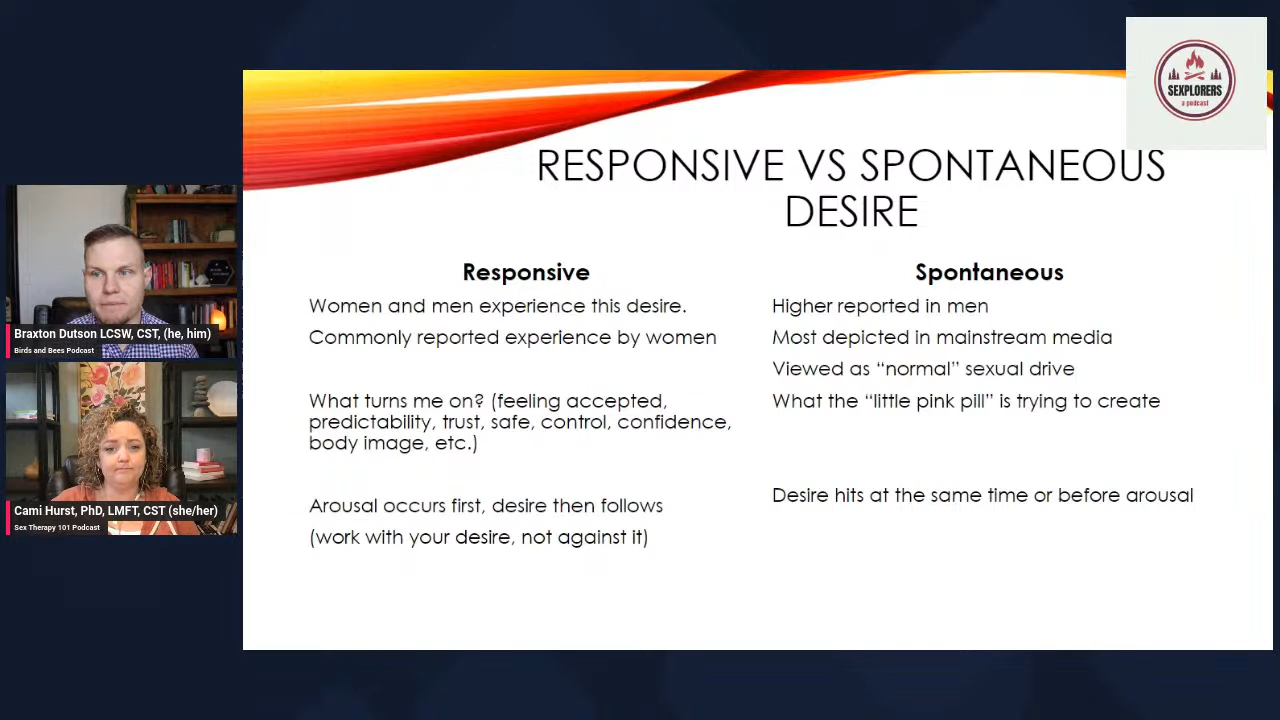 SEXPLORERS
a podcast
RESPONSIVE VS SPONTANEOUS
DESIRE
Responsive
Women and men experience this desire.
Commonly reported experience by women
What turns me on? (feeling accepted,
predictability, trust, safe, control, confidence,
body image, etc.)
Arousal occurs first, desire then follows
(work with your desire, not against it)
Spontaneous
Higher reported in men
Most depicted in mainstream media
Viewed as “normal” sexual drive
What the “little pink pill” is trying to create
Desire hits at the same time or before arousal
Braxton Dutson LCSW, CST, (he, him)
Birds and Bees Podcast
Cami Hurst, PhD, LMFT, CST (she/her)
Sex Therapy 101 Podcast